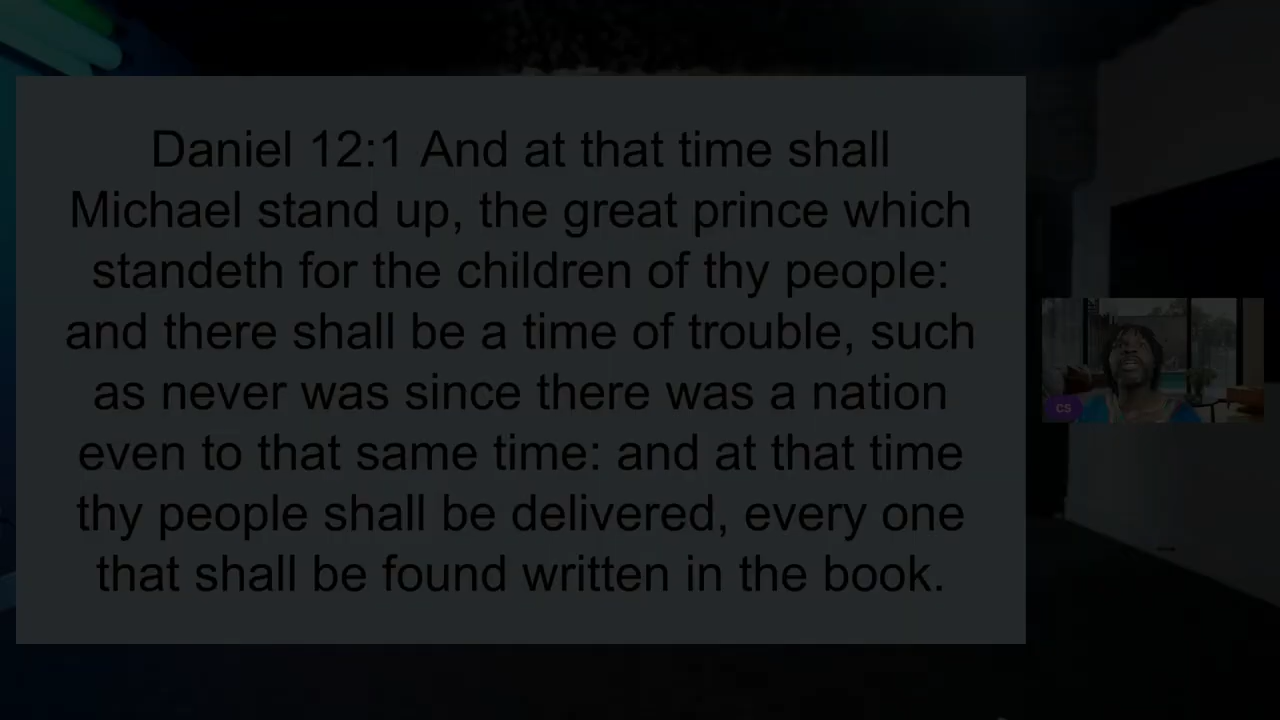 Daniel 12:1 And at that time shall
Michael stand up, the great prince which
standeth for the children of thy people:
and there shall be a time of trouble, such
as never was since there was a nation
even to that same time: and at that time
thy people shall be delivered, every one
that shall be found written in the book.
CS